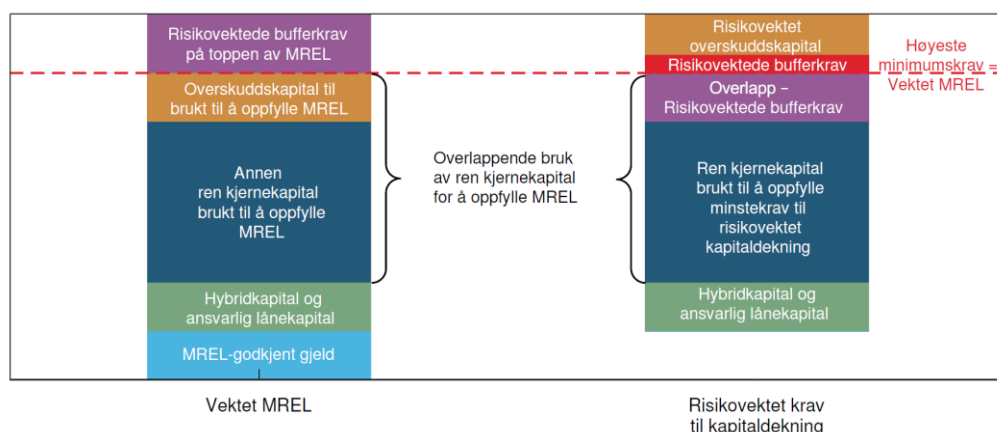 Risikovektede bufferkrav
på toppen av MREL
Overskuddskapital til
brukt til å oppfylle MREL
Annen
ren kjernekapital
brukt til å oppfylle
MREL
Hybridkapital og
ansvarlig lånekapital
MREL-godkjent gjeld
Vektet MREL
Overlappende bruk
av ren kjernekapital
for å oppfylle MREL
Risikovektet
overskuddskapital
Risikovektede bufferkrav
Overlapp –
Risikovektede bufferkrav
Ren kjernekapital
brukt til å oppfylle
minstekrav til
risikovektet
kapitaldekning
Hybridkapital og
ansvarlig lånekapital
Risikovektet krav
til kapitaldekning
Høyeste
minimumskrav =
Vektet MREL